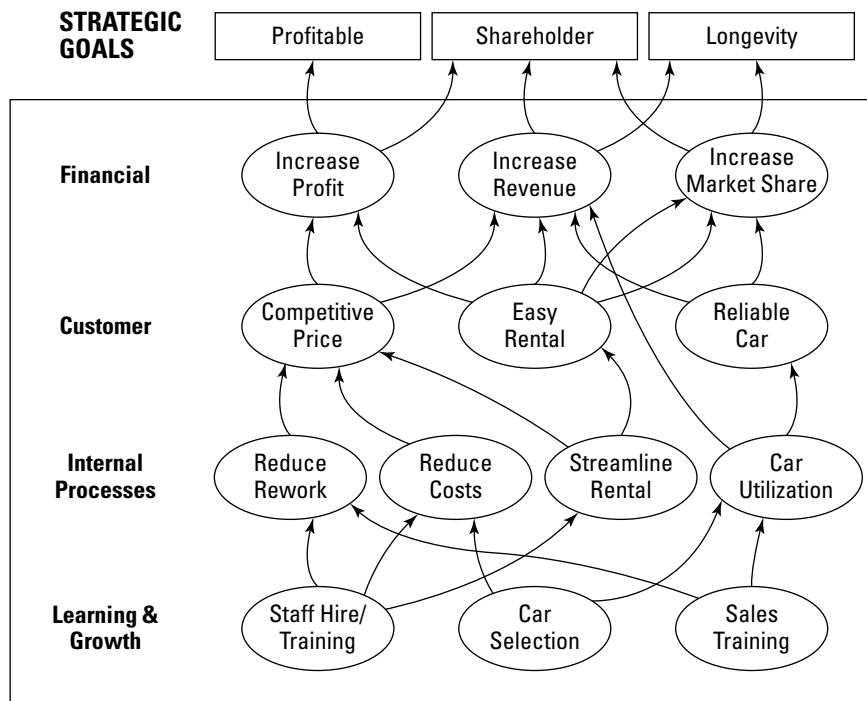 STRATEGIC
GOALS
Profitable
Shareholder
Longevity
Financial
Increase
Profit
Increase
Revenue
Increase
Market Share
Customer
Competitive
Price
Easy
Rental
Reliable
Car
Internal
Processes
Reduce
Rework
Reduce
Costs
Streamline
Rental
Car
Utilization
Learning &
Growth
Staff Hire/
Training
Car
Selection
Sales
Training